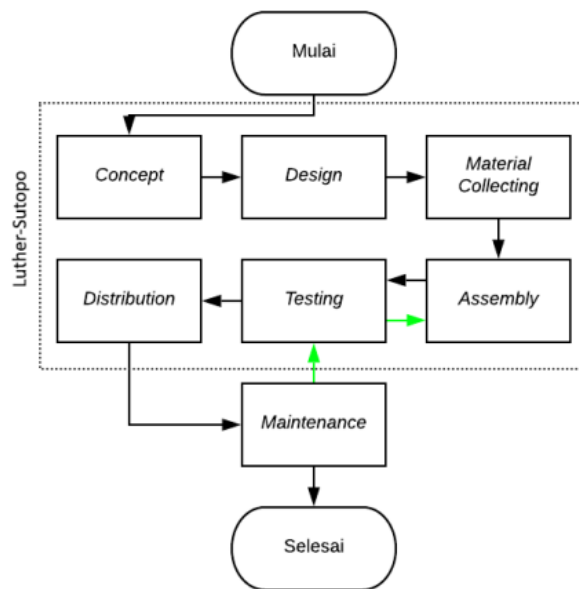 Mulai
Luther-Sutopo
Concept
Design
Material
Collecting
Distribution
Testing
Assembly
Maintenance
Selesai